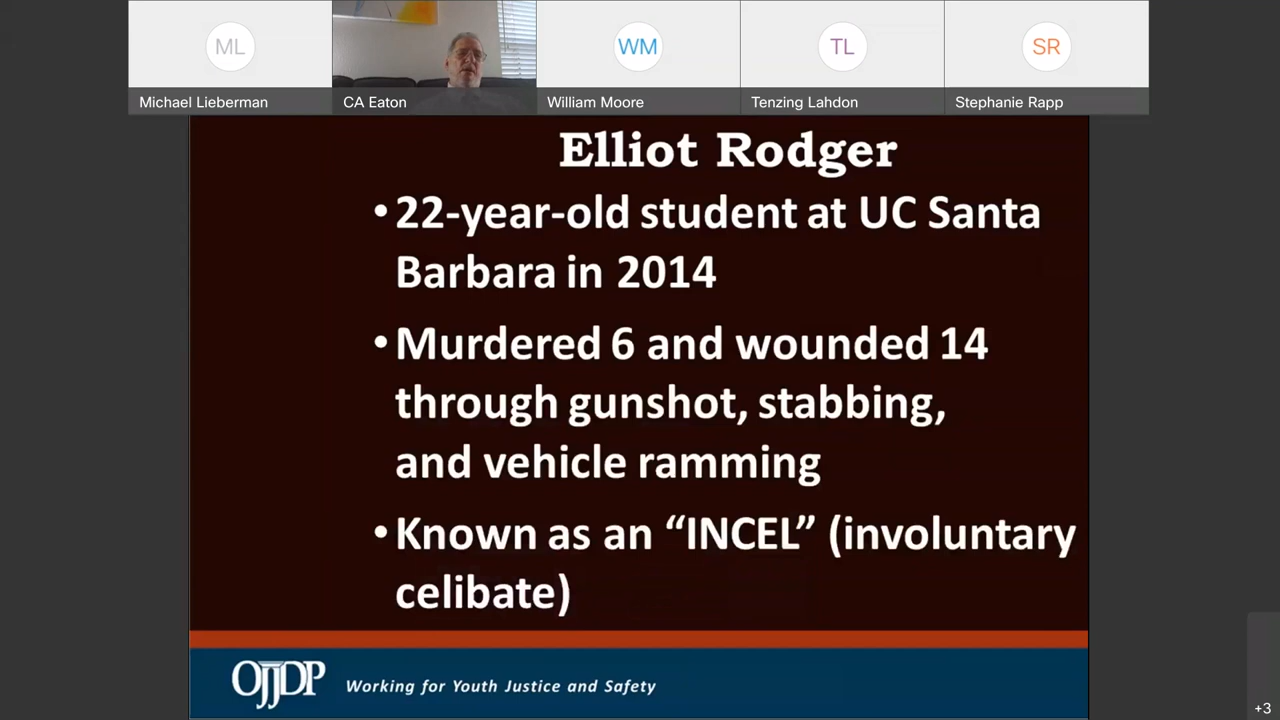 ML
WM
TL
SR
Michael Lieberman
CA Eaton
William Moore
Tenzing Lahdon
Stephanie Rapp
Elliot Rodger
•22-year-old student at UC Santa
Barbara in 2014
•Murdered 6 and wounded 14
through gunshot, stabbing,
and vehicle ramming
•Known as an “INCEL” (involuntary
celibate)
OJJDP
Working for Youth Justice and Safety
+3